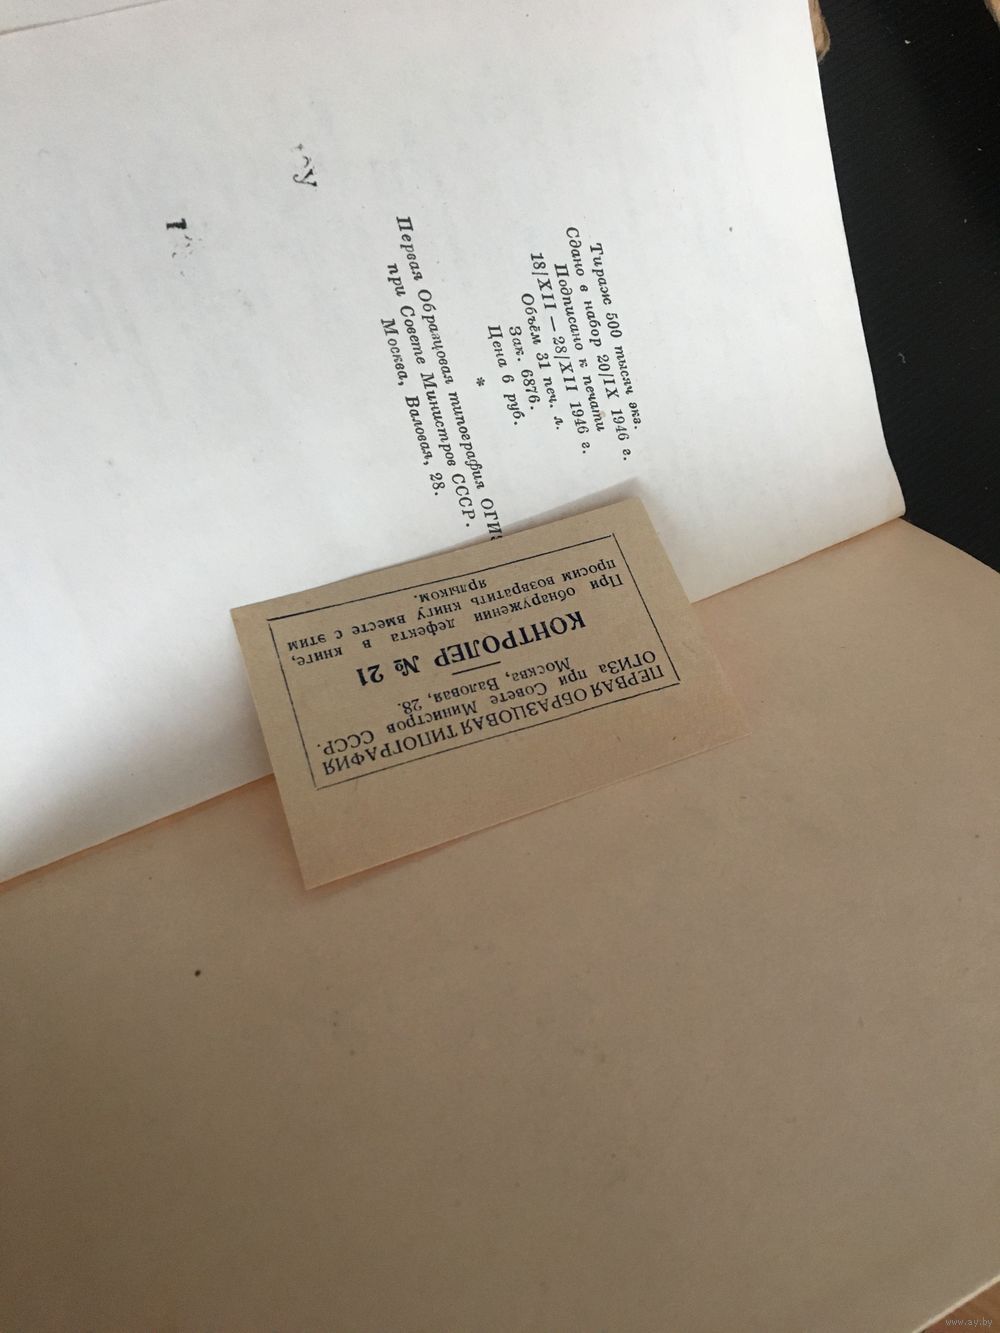 Тираж 500 тысяч экз.
Сдано в набор 20/IX 1946 г.
Подписано к печати
18/XII — 28/XII 1946 г.
Объём 31 печ. л.
Зак. 6876.
Цена 6 руб.
*
Первая Образцовая типография
при Совете Министров СССР.
Москва, Валовая, 28.
ПЕРВАЯ ОБРАЗЦОВАЯ ТИПОГРАФИЯ
ОГИЗа при Совете Министров СССР.
Москва, Валовая, 28.
КОНТРОЛЕР № 21
При обнаружении дефекта в книге,
просим возвратить книгу вместе с этим
ярлыком.
www.ay.by